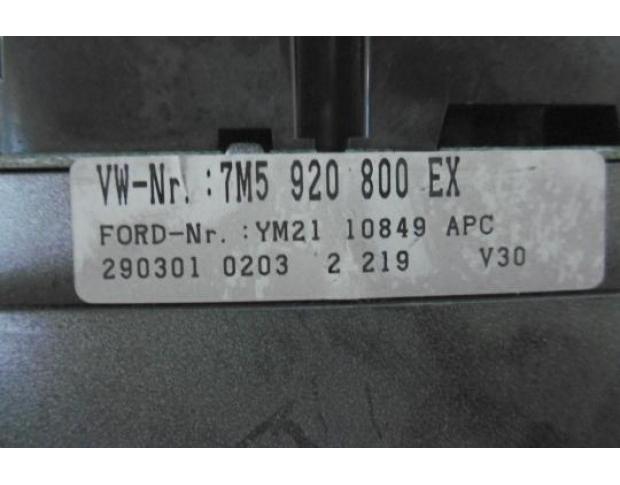 VW-Nr. :7M5 920 800 EX
FORD-Nr. :YM21 10849 APC
290301 0203 2 219 V30